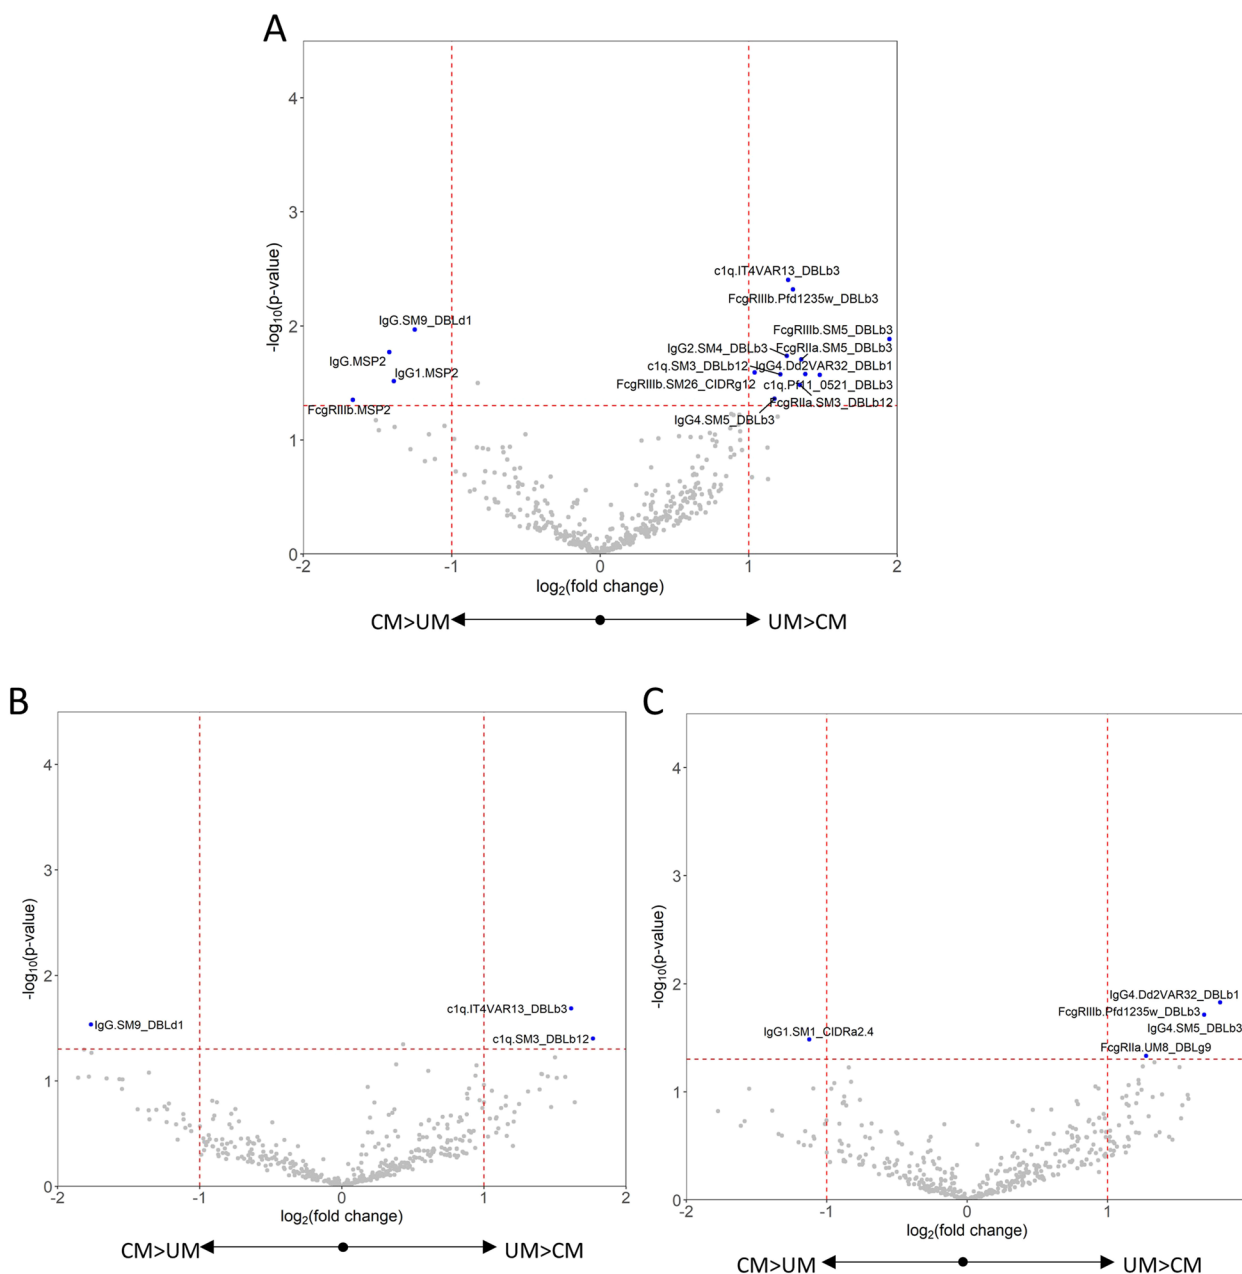 A
4
3
2
1
0
-log10(p-value)
c1q.IT4VAR13_DBLb3
FcgRIIIb.Pfd1235w_DBLb3
IgG.SM9_DBLd1
FcgRIIIb.SM5_DBLb3
IgG2.SM4_DBLb3
FcgRIIa.SM5_DBLb3
IgG.MSP2
c1q.SM3_DBLb12
IgG4.Dd2VAR32_DBLb1
IgG1.MSP2
FcgRIIIb.SM26_CIDRg12
c1q.Pf11_0521_DBLb3
FcgRIIIb.MSP2
FcgRIIa.SM3_DBLb12
IgG4.SM5_DBLb3
-2
-1
0
1
2
log2(fold change)
CM>UM
UM>CM
B
4
3
2
1
0
-log10(p-value)
c1q.IT4VAR13_DBLb3
IgG.SM9_DBLd1
c1q.SM3_DBLb12
-2
-1
0
1
2
log2(fold change)
CM>UM
UM>CM
C
4
3
2
1
0
-log10(p-value)
IgG4.Dd2VAR32_DBLb1
FcgRIIIb.Pfd1235w_DBLb3
IgG4.SM5_DBLb3
IgG1.SM1_CIDRa2.4
FcgRIIa.UM8_DBLg9
-2
-1
0
1
log2(fold change)
CM>UM
UM>CM